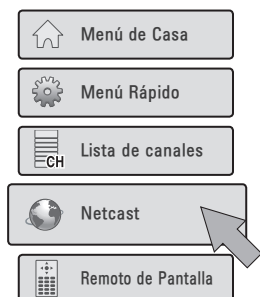 Menú de Casa
Menú Rápido
CH
Lista de canales
Netcast
Remoto de Pantalla